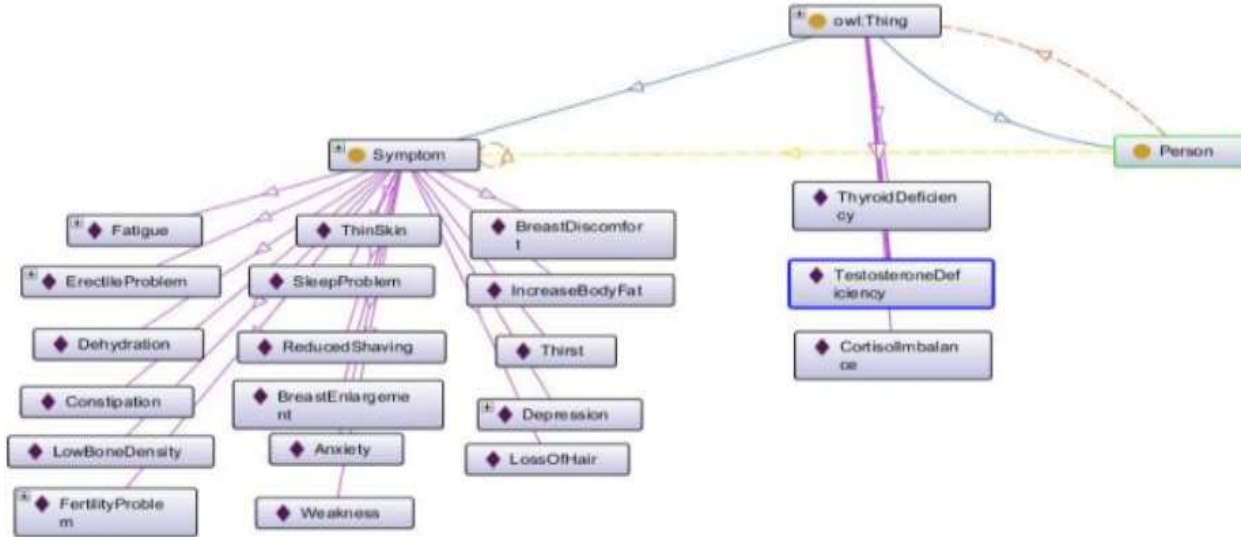 owl:Thing
Symptom
Person
Fatigue
ThinSkin
BreastDiscomfor
t
ThyroidDeficien
cy
ErectileProblem
SleepProblem
IncreaseBodyFat
TestosteroneDef
iciency
Dehydration
ReducedShaving
Thirst
CortisolImbalan
ce
Constipation
BreastEnlargeme
nt
Depression
LowBoneDensity
Anxiety
LossOfHair
FertilityProble
m
Weakness